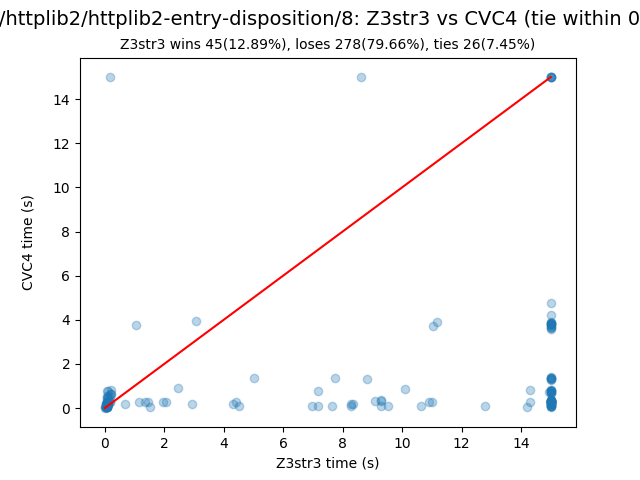 /httplib2/httplib2-entry-disposition/8: Z3str3 vs CVC4 (tie within 0
Z3str3 wins 45(12.89%), loses 278(79.66%), ties 26(7.45%)
14
12
10
8
6
4
2
0
CVC4 time (s)
0 2 4 6 8 10 12 14
Z3str3 time (s)